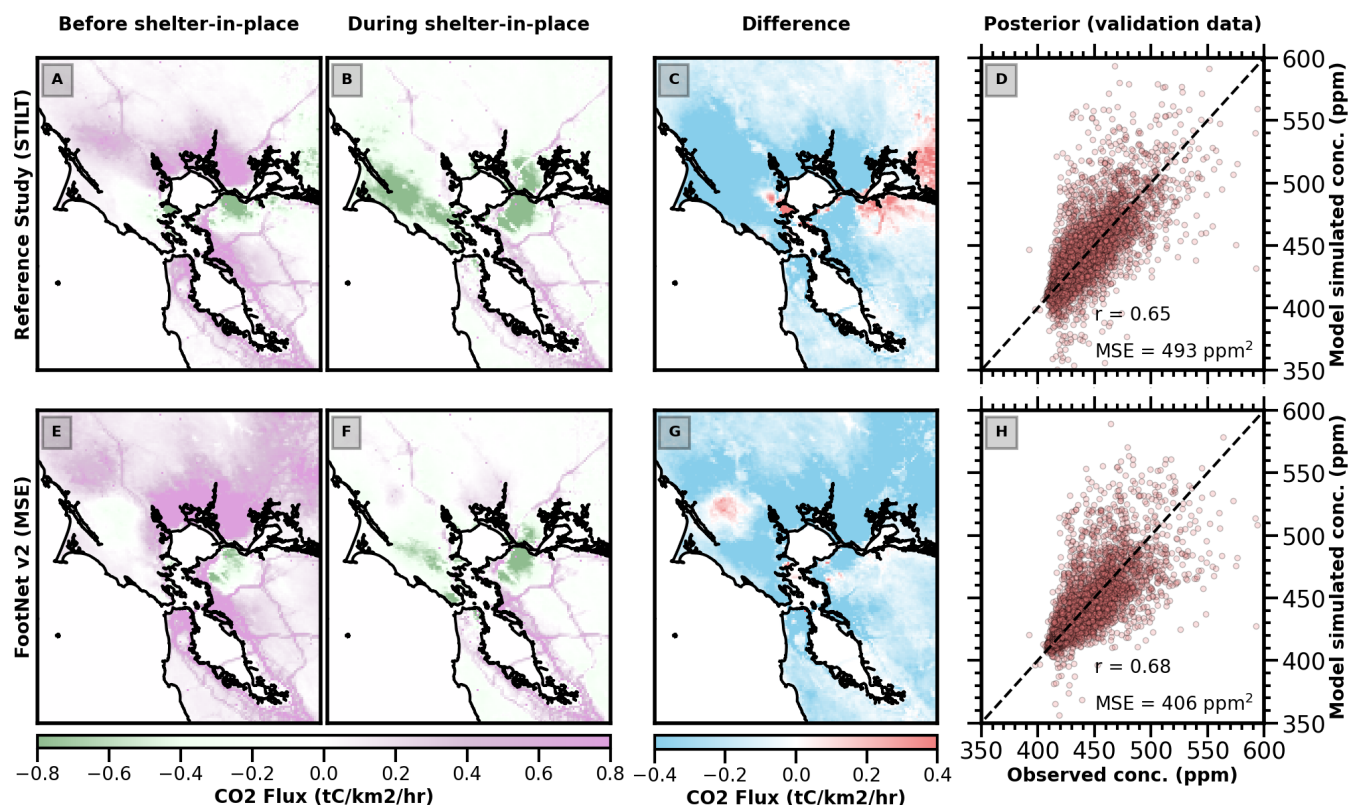 Before shelter-in-place
During shelter-in-place
Difference
Posterior (validation data)
Reference Study (STILT)
A
B
C
D
600
550
500
450
400
350
Model simulated conc. (ppm)
r = 0.65
MSE = 493 ppm²
FootNet v2 (MSE)
E
F
G
H
600
550
500
450
400
350
Model simulated conc. (ppm)
r = 0.68
MSE = 406 ppm²
−0.8 −0.6 −0.4 −0.2 0.0 0.2 0.4 0.6 0.8
CO2 Flux (tC/km2/hr)
−0.4 −0.2 0.0 0.2 0.4
CO2 Flux (tC/km2/hr)
350 400 450 500 550 600
Observed conc. (ppm)